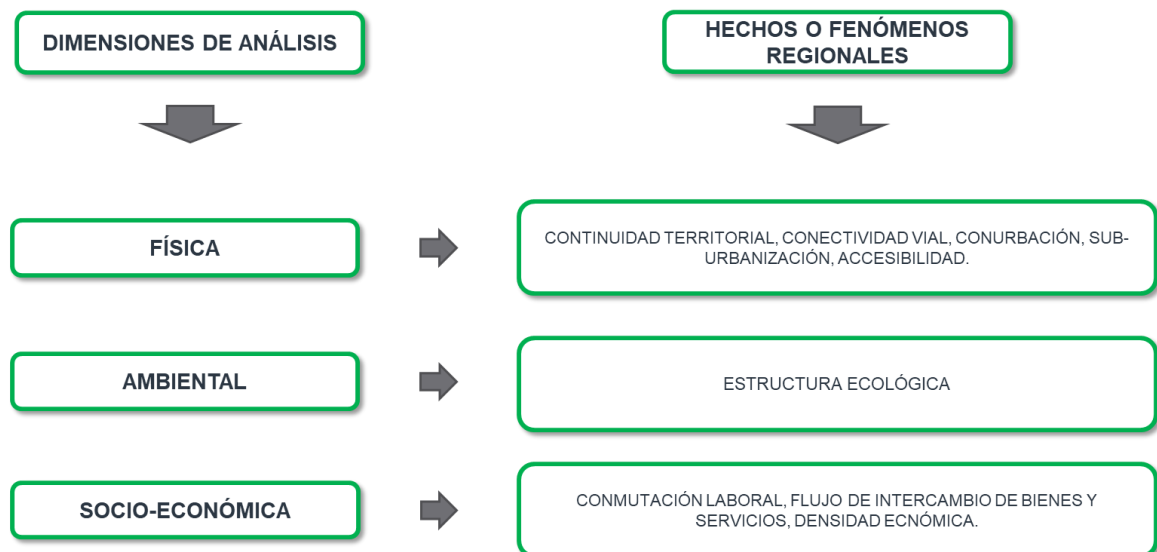 DIMENSIONES DE ANÁLISIS
HECHOS O FENÓMENOS
REGIONALES
FÍSICA
CONTINUIDAD TERRITORIAL, CONECTIVIDAD VIAL, CONURBACIÓN, SUB-
URBANIZACIÓN, ACCESIBILIDAD.
AMBIENTAL
ESTRUCTURA ECOLÓGICA
SOCIO-ECONÓMICA
CONMUTACIÓN LABORAL, FLUJO DE INTERCAMBIO DE BIENES Y
SERVICIOS, DENSIDAD ECNÓMICA.